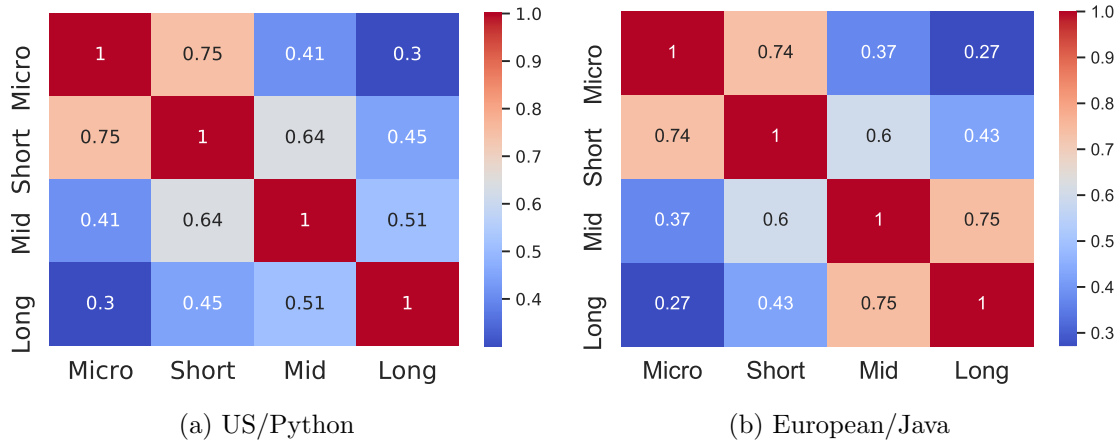 Micro 1 0.75 0.41 0.3
Short 0.75 1 0.64 0.45
Mid 0.41 0.64 1 0.51
Long 0.3 0.45 0.51 1
Micro Short Mid Long
1.0
0.9
0.8
0.7
0.6
0.5
0.4
(a) US/Python
Micro 1 0.74 0.37 0.27
Short 0.74 1 0.6 0.43
Mid 0.37 0.6 1 0.75
Long 0.27 0.43 0.75 1
Micro Short Mid Long
1.0
0.9
0.8
0.7
0.6
0.5
0.4
0.3
(b) European/Java